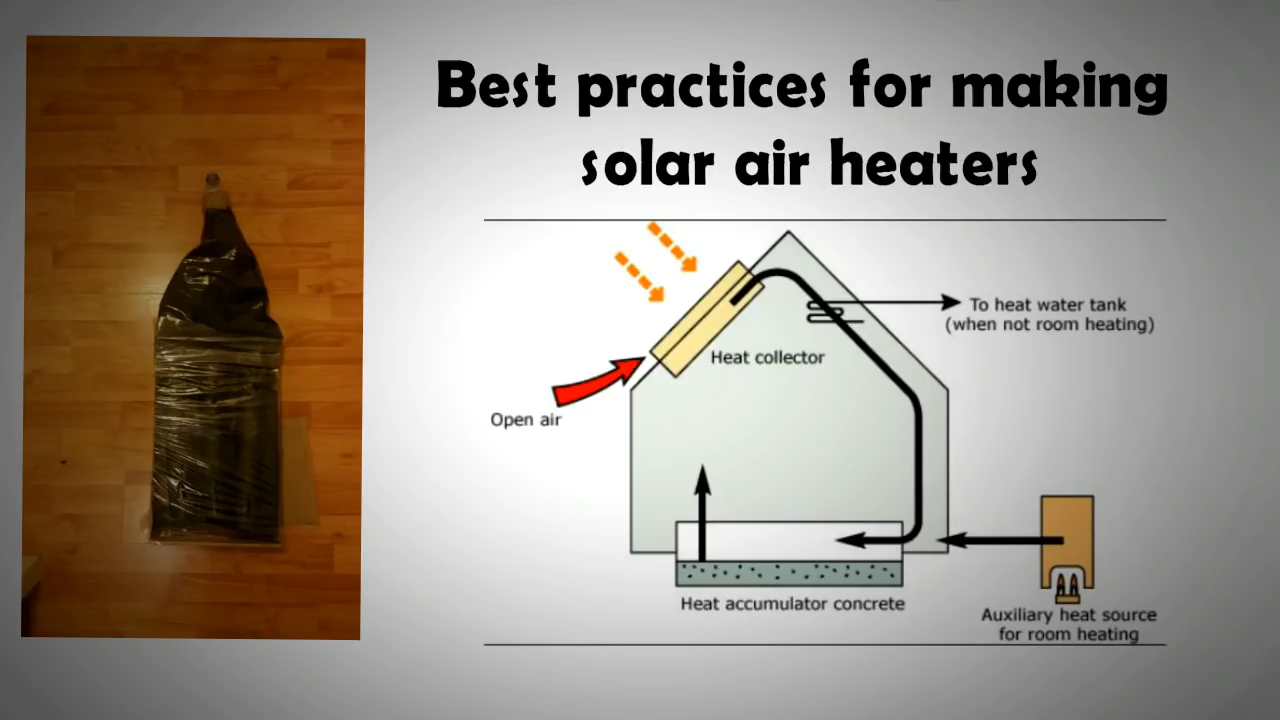 Best practices for making
solar air heaters
To heat water tank
(when not room heating)
Heat collector
Open air
Heat accumulator concrete
Auxiliary heat source
for room heating